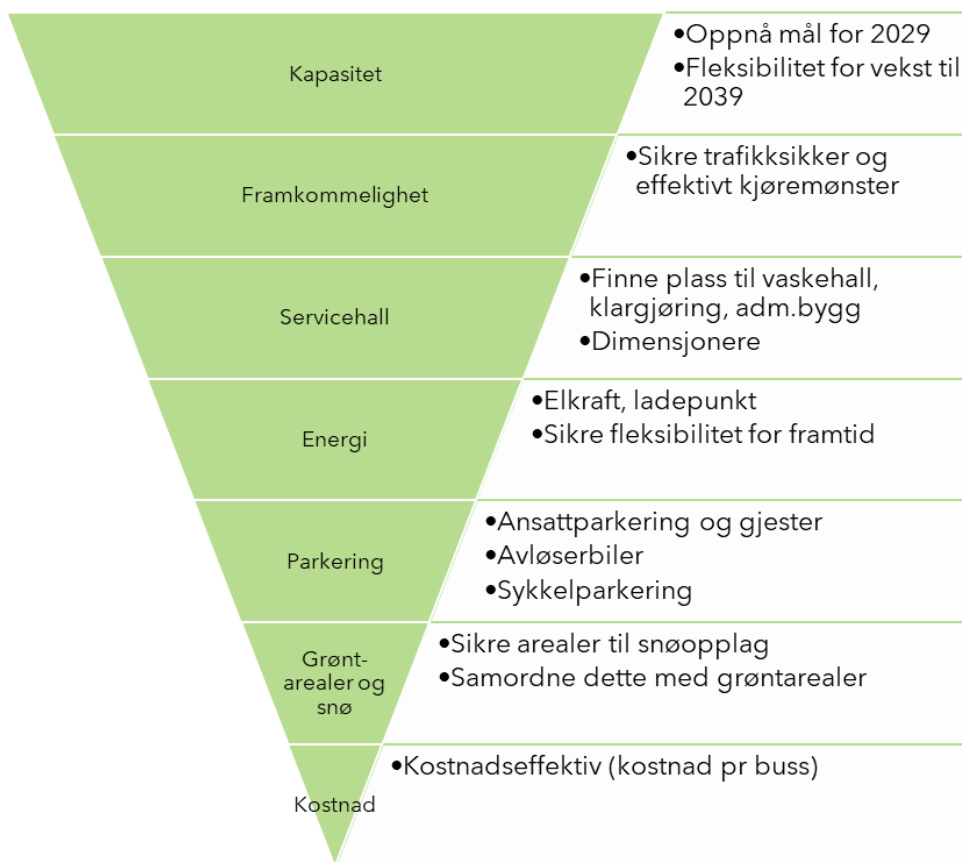 Kapasitet
•Oppnå mål for 2029
•Fleksibilitet for vekst til
2039
Framkommelighet
•Sikre trafikksikker og
effektivt kjøremønster
Servicehall
•Finne plass til vaskehall,
klargjøring, adm.bygg
•Dimensjonere
Energi
•Elkraft, ladepunkt
•Sikre fleksibilitet for framtid
Parkering
•Ansattparkering og gjester
•Avløserbiler
•Sykkelparkering
Grønt-
arealer og
snø
•Sikre arealer til snøopplag
•Samordne dette med grøntarealer
Kostnad
•Kostnadseffektiv (kostnad pr buss)